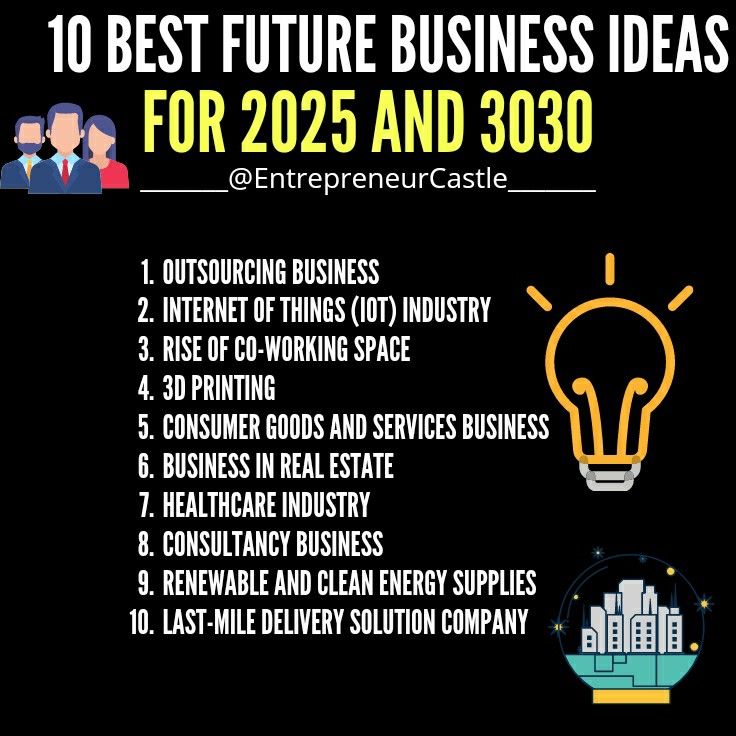 10 BEST FUTURE BUSINESS IDEAS
FOR 2025 AND 3030
_______@EntrepreneurCastle_______
1. OUTSOURCING BUSINESS
2. INTERNET OF THINGS (IOT) INDUSTRY
3. RISE OF CO-WORKING SPACE
4. 3D PRINTING
5. CONSUMER GOODS AND SERVICES BUSINESS
6. BUSINESS IN REAL ESTATE
7. HEALTHCARE INDUSTRY
8. CONSULTANCY BUSINESS
9. RENEWABLE AND CLEAN ENERGY SUPPLIES
10. LAST-MILE DELIVERY SOLUTION COMPANY